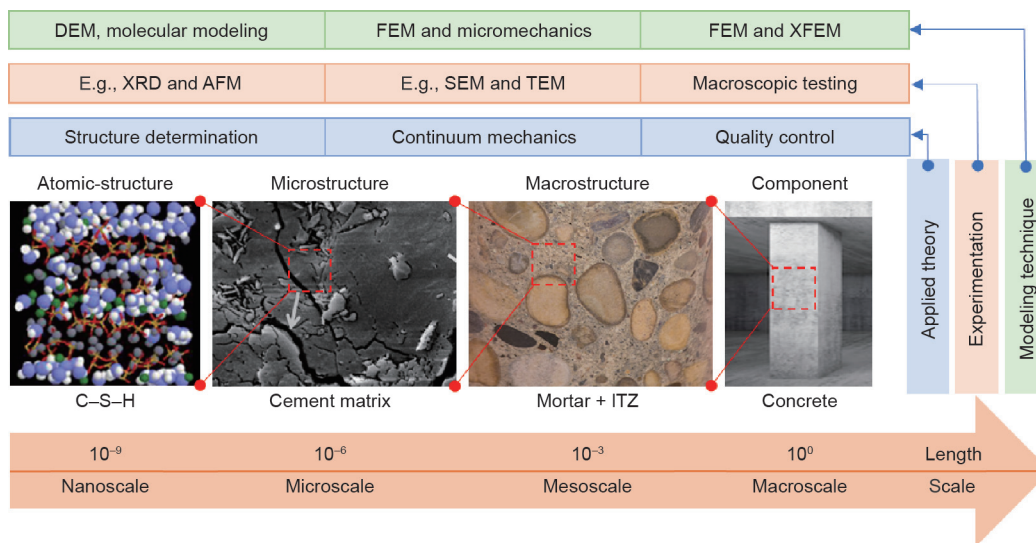 DEM, molecular modeling
FEM and micromechanics
FEM and XFEM
E.g., XRD and AFM
E.g., SEM and TEM
Macroscopic testing
Structure determination
Continuum mechanics
Quality control
Atomic-structure
Microstructure
Macrostructure
Component
Applied theory
Experimentation
Modeling technique
C–S–H
Cement matrix
Mortar + ITZ
Concrete
10⁻⁹
10⁻⁶
10⁻³
10⁰
Length
Nanoscale
Microscale
Mesoscale
Macroscale
Scale